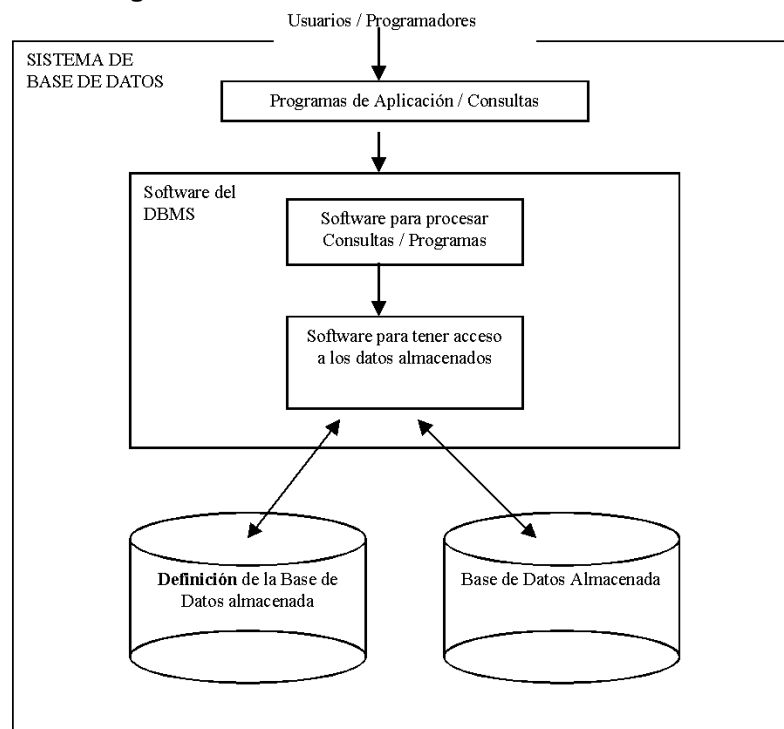 Usuarios / Programadores
SISTEMA DE
BASE DE DATOS
Programas de Aplicación / Consultas
Software del
DBMS
Software para procesar
Consultas / Programas
Software para tener acceso
a los datos almacenados
Definición de la Base de
Datos almacenada
Base de Datos Almacenada